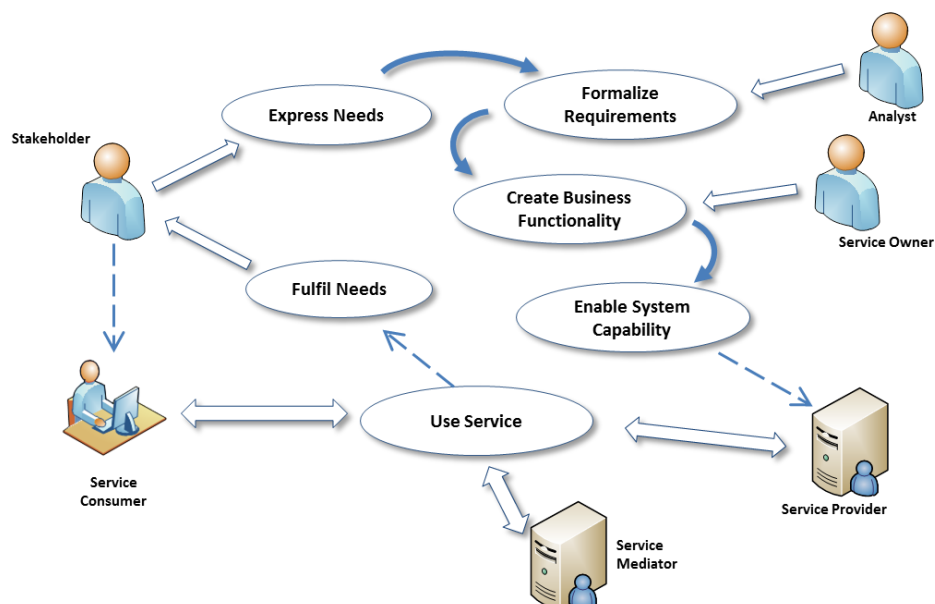 Express Needs
Formalize
Requirements
Analyst
Stakeholder
Create Business
Functionality
Service Owner
Fulfil Needs
Enable System
Capability
Use Service
Service
Consumer
Service Provider
Service
Mediator